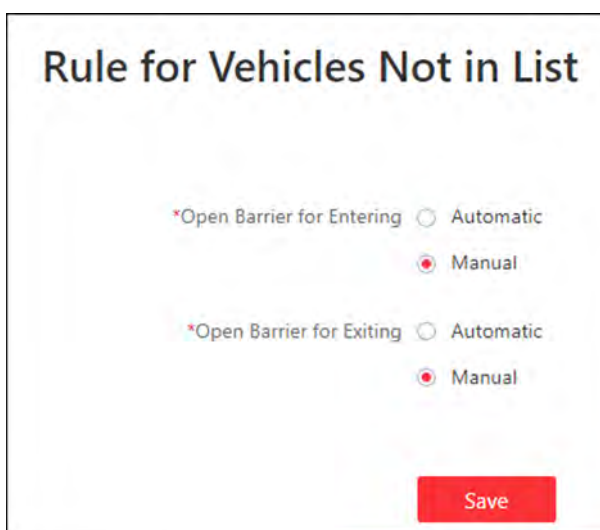 Rule for Vehicles Not in List
*Open Barrier for Entering Automatic
Manual
*Open Barrier for Exiting Automatic
Manual
Save